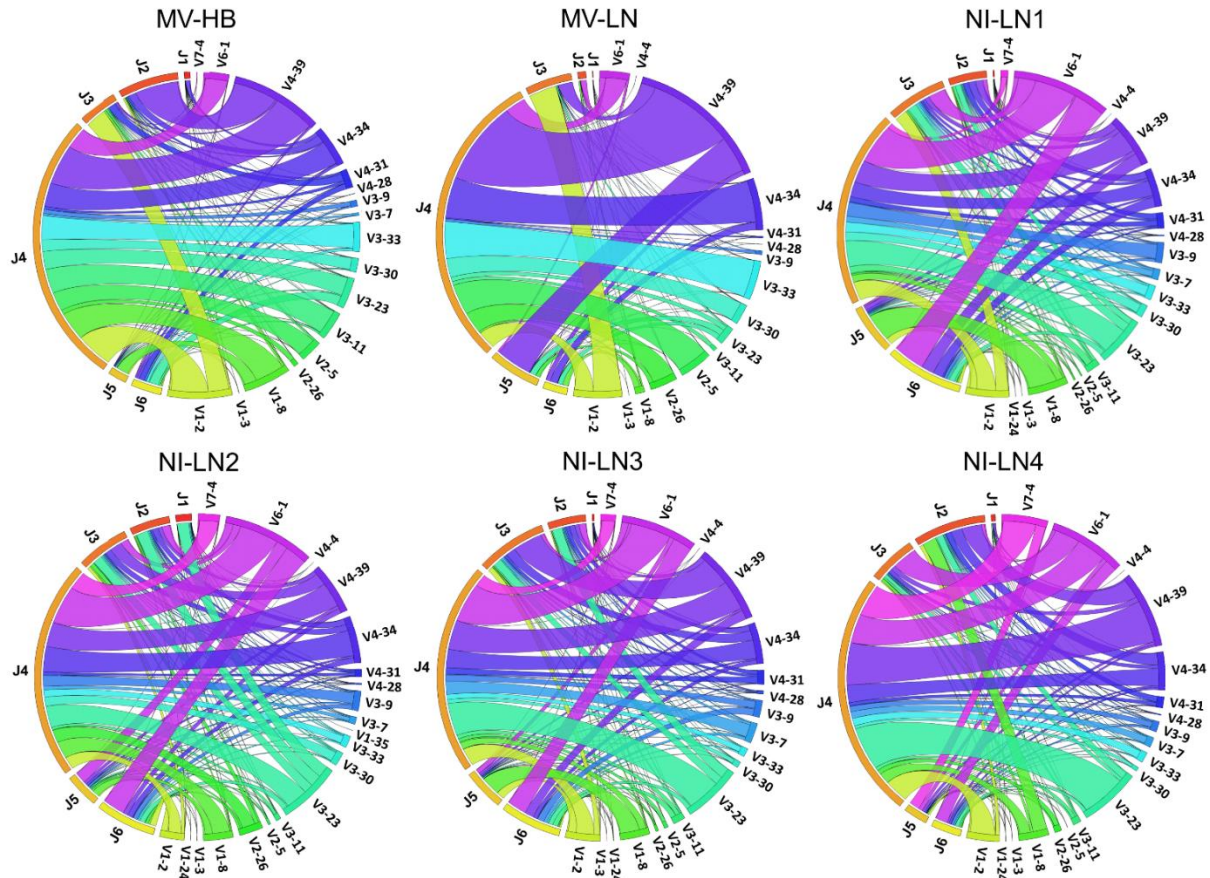 MV-HB
J4
J3
J2
J1
V7-4
V6-1
V4-39
V4-34
V4-31
V4-28
V3-9
V3-7
V3-33
V3-30
V3-23
V3-11
V2-5
V2-26
V1-8
V1-3
V1-2
J6
J5
MV-LN
J3
J2
J1
V6-1
V4-4
V4-39
V4-34
V4-31
V4-28
V3-9
V3-33
V3-30
V3-23
V3-11
V2-5
V2-26
V1-8
V1-3
V1-2
J6
J5
NI-LN1
J4
J3
J2
J1
V7-4
V6-1
V4-4
V4-39
V4-34
V4-31
V4-28
V3-9
V3-7
V3-33
V3-30
V3-23
V3-11
V2-5
V2-26
V1-8
V1-3
V1-24
V1-2
J6
J5
NI-LN2
J4
J3
J2
J1
V7-4
V6-1
V4-4
V4-39
V4-34
V4-31
V4-28
V3-9
V3-7
V1-35
V3-33
V3-30
V3-23
V3-11
V2-5
V2-26
V1-8
V1-3
V1-24
V1-2
J6
J5
NI-LN3
J4
J3
J2
J1
V7-4
V6-1
V4-4
V4-39
V4-34
V4-31
V4-28
V3-9
V3-7
V3-33
V3-30
V3-23
V3-11
V2-5
V2-26
V1-8
V1-24
V1-3
V1-2
J6
J5
NI-LN4
J4
J3
J2
J1
V7-4
V6-1
V4-4
V4-39
V4-34
V4-31
V4-28
V3-9
V3-7
V3-33
V3-30
V3-23
V3-11
V2-5
V2-26
V1-8
V1-3
V1-24
V1-2
J6
J5